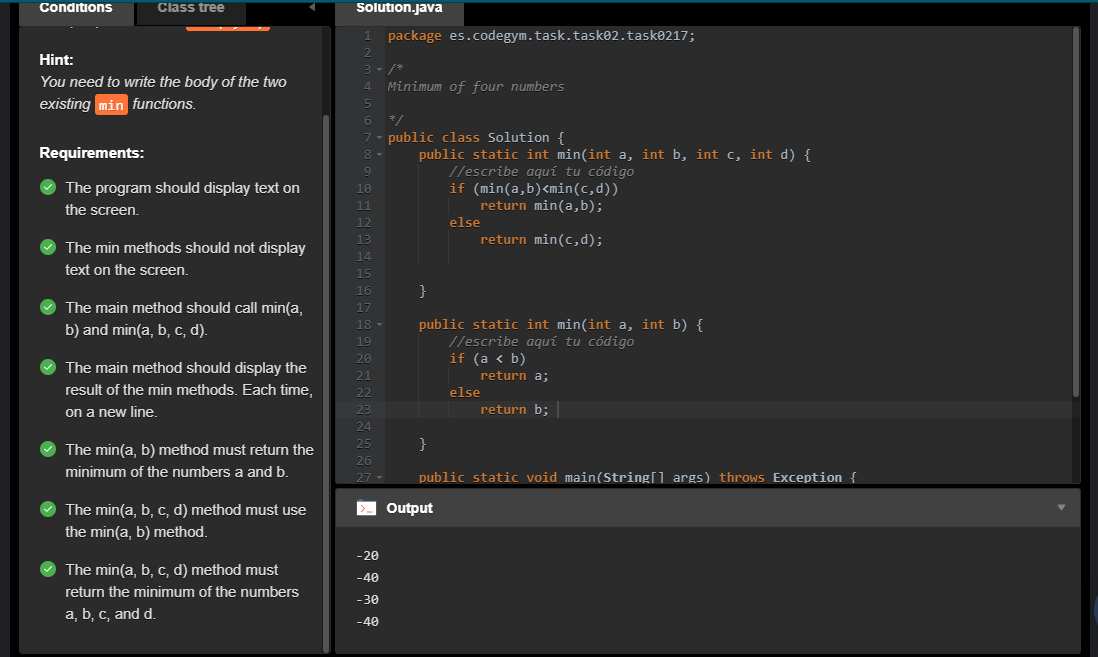 Conditions
Class tree
Hint:
You need to write the body of the two
existing min functions.
Requirements:
The program should display text on
the screen.
The min methods should not display
text on the screen.
The main method should call min(a,
b) and min(a, b, c, d).
The main method should display the
result of the min methods. Each time,
on a new line.
The min(a, b) method must return the
minimum of the numbers a and b.
The min(a, b, c, d) method must use
the min(a, b) method.
The min(a, b, c, d) method must
return the minimum of the numbers
a, b, c, and d.
Solution.java
1 package es.codegym.task.task02.task0217;
2
3 /*
4 Minimum of four numbers
5
6 */
7 public class Solution {
8 public static int min(int a, int b, int c, int d) {
9 //escribe aquí tu código
10 if (min(a,b)<min(c,d))
11 return min(a,b);
12 else
13 return min(c,d);
14
15
16 }
17
18 public static int min(int a, int b) {
19 //escribe aquí tu código
20 if (a < b)
21 return a;
22 else
23 return b;
24
25 }
26
27 public static void main(String[] args) throws Exception {
>_ Output
-20
-40
-30
-40